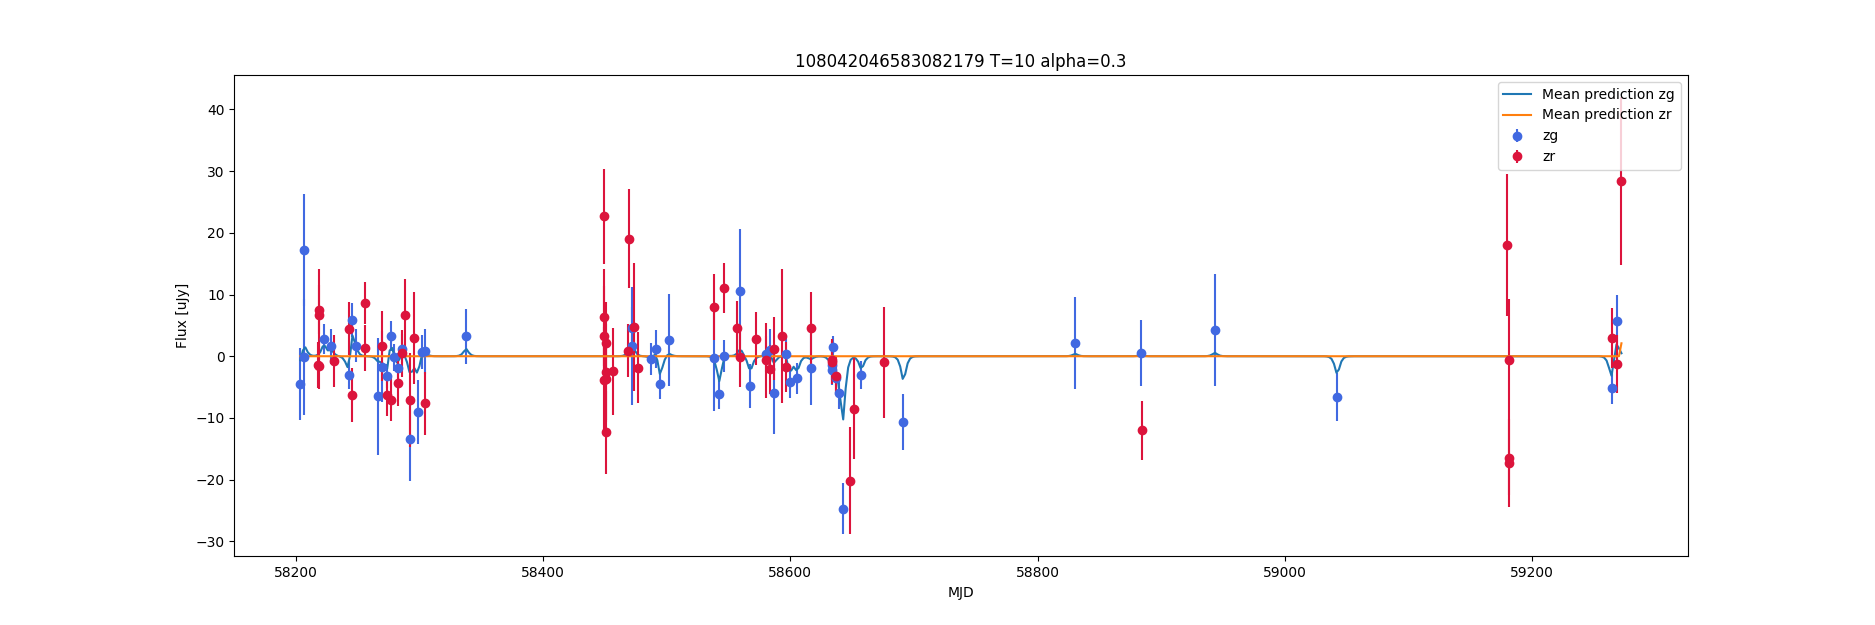 108042046583082179 T=10 alpha=0.3
Mean prediction zg
Mean prediction zr
zg
zr
Flux [uJy]
40
30
20
10
0
−10
−20
−30
58200 58400 58600 58800 59000 59200
MJD